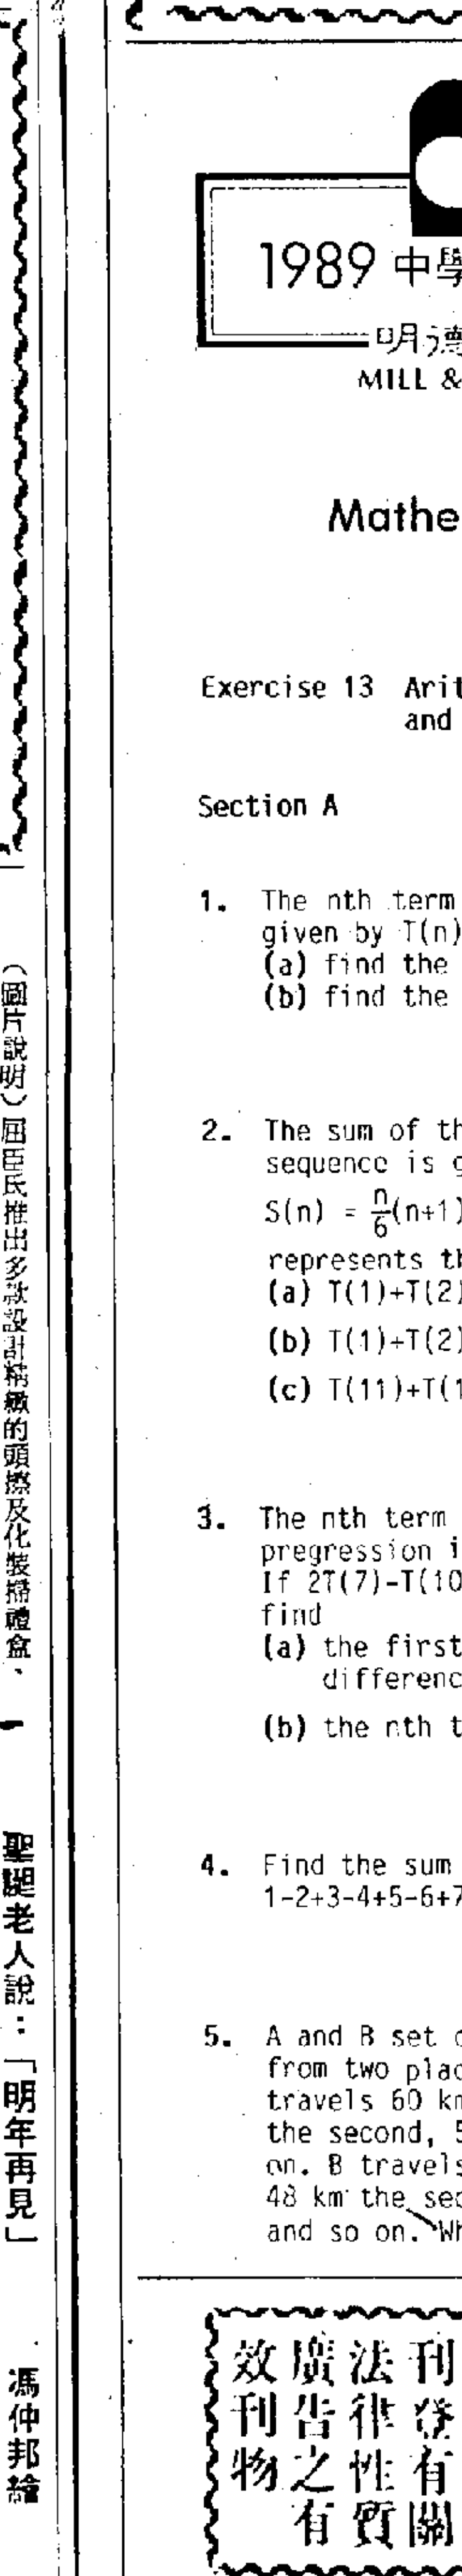 1989 中學
明德
MILL &
Mathe
Exercise 13 Arit
and
Section A
1. The nth term
given by T(n)
(a) find the
(b) find the
2. The sum of th
sequence is g
S(n) = n/6(n+1)
represents th
(a) T(1)+T(2)
(b) T(1)+T(2)
(c) T(11)+T(1
3. The nth term
pregression i
If 2T(7)-T(10
find
(a) the first
differenc
(b) the nth t
4. Find the sum
1-2+3-4+5-6+7
5. A and B set o
from two plac
travels 60 km
the second, 5
on. B travels
48 km the sec
and so on. Wh
刊登有關
法律性質
廣告之有
效刊物
(圖片說明)屈臣氏推出多款設計精緻的頭擦及化裝掃禮盒、
聖誕老人說:「明年再見」
馮仲邦繪